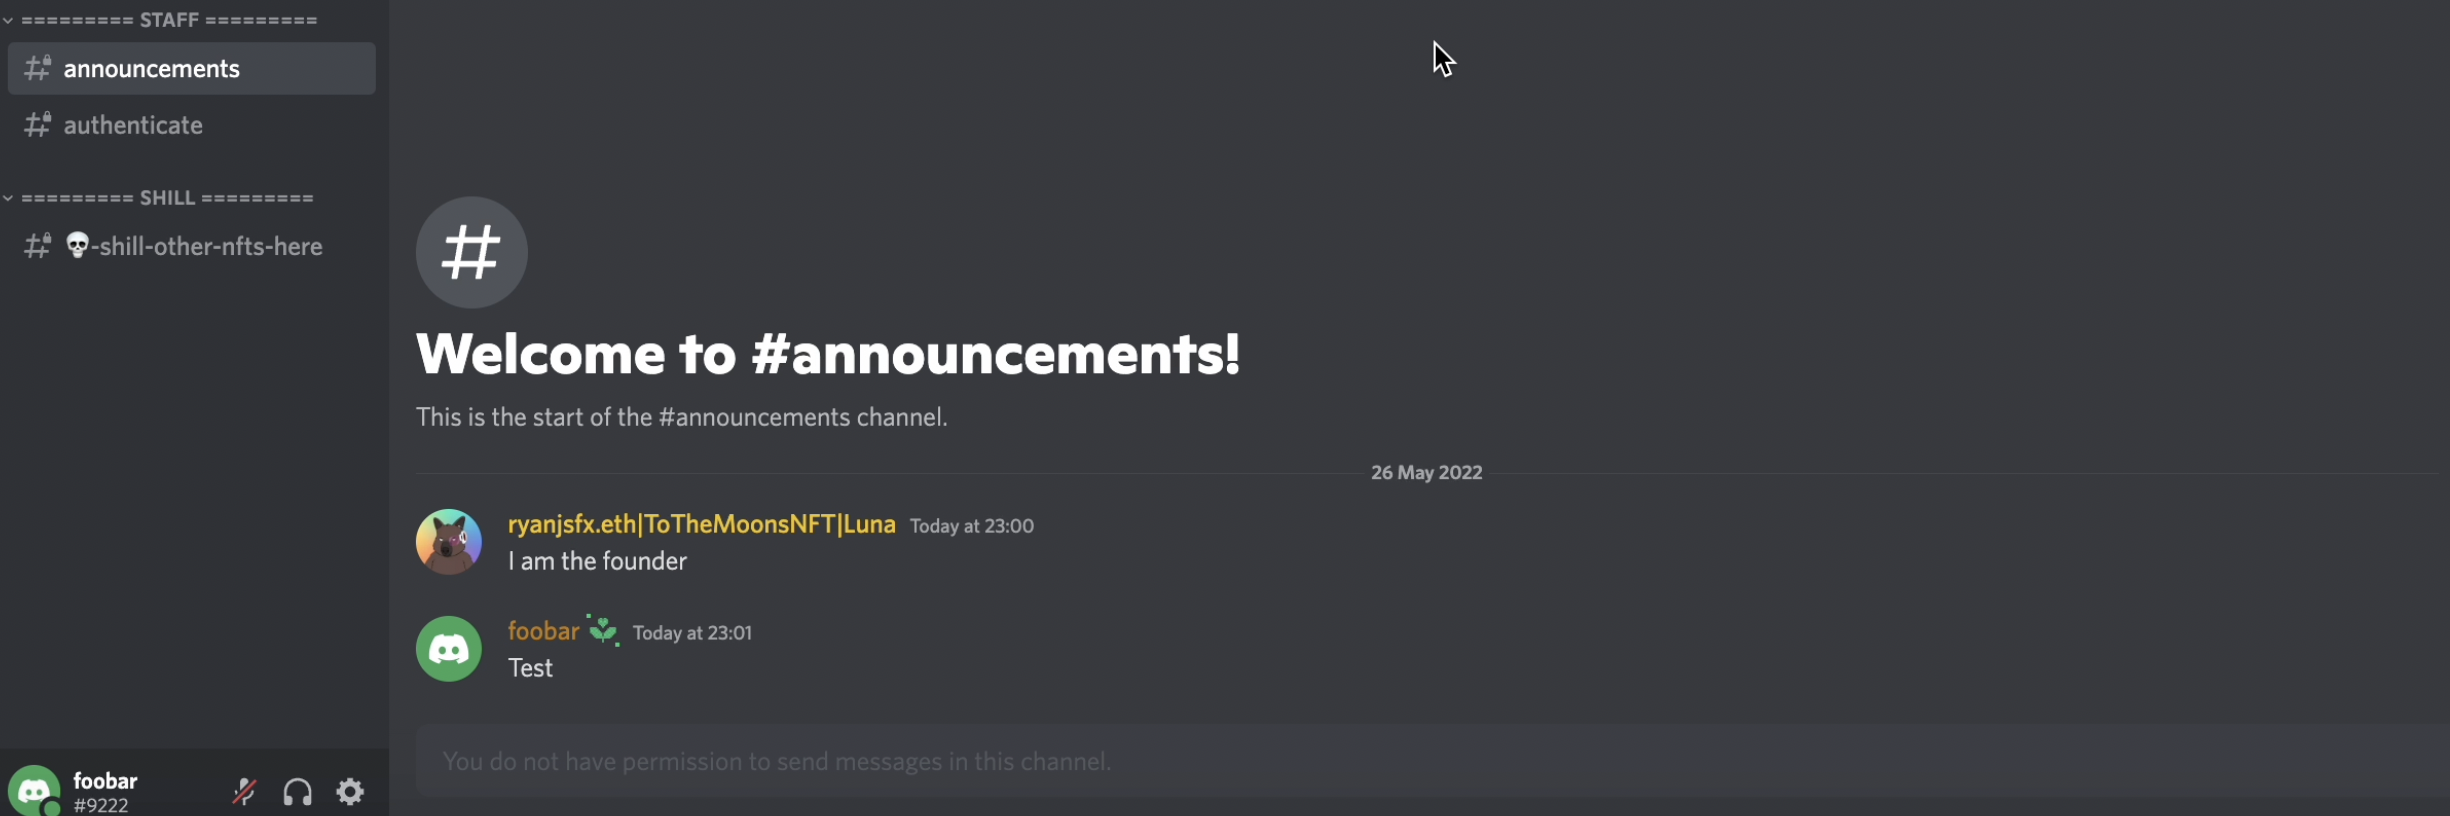 ========= STAFF =========
announcements
authenticate
========= SHILL =========
💀-shill-other-nfts-here
Welcome to #announcements!
This is the start of the #announcements channel.
26 May 2022
ryanjsfx.eth|ToTheMoonsNFT|Luna Today at 23:00
I am the founder
foobar Today at 23:01
Test
You do not have permission to send messages in this channel.
foobar
#9222